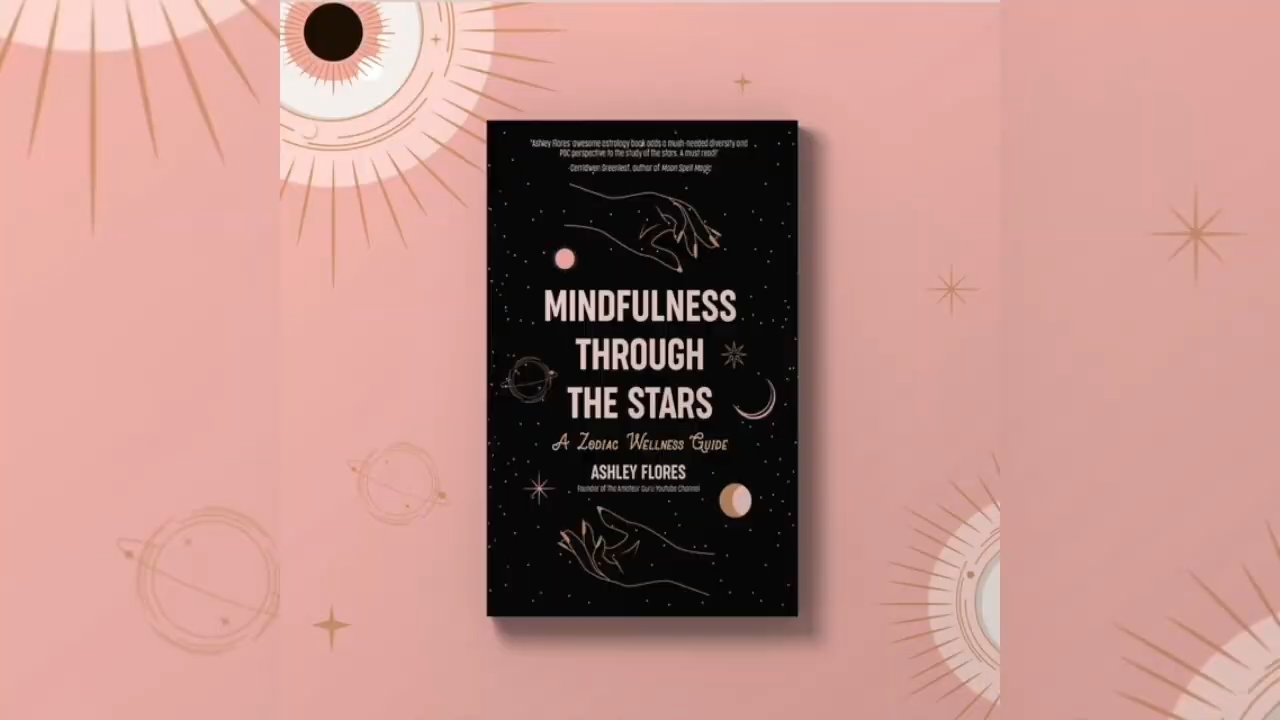 "Ashley Flores' awesome astrology book adds a much-needed diversity and
POC perspective to the study of the stars. A must read!"
-Cerridwen Greenleaf, author of Moon Spell Magic
MINDFULNESS
THROUGH
THE STARS
A Zodiac Wellness Guide
ASHLEY FLORES
Founder of The Amateur Guru YouTube Channel